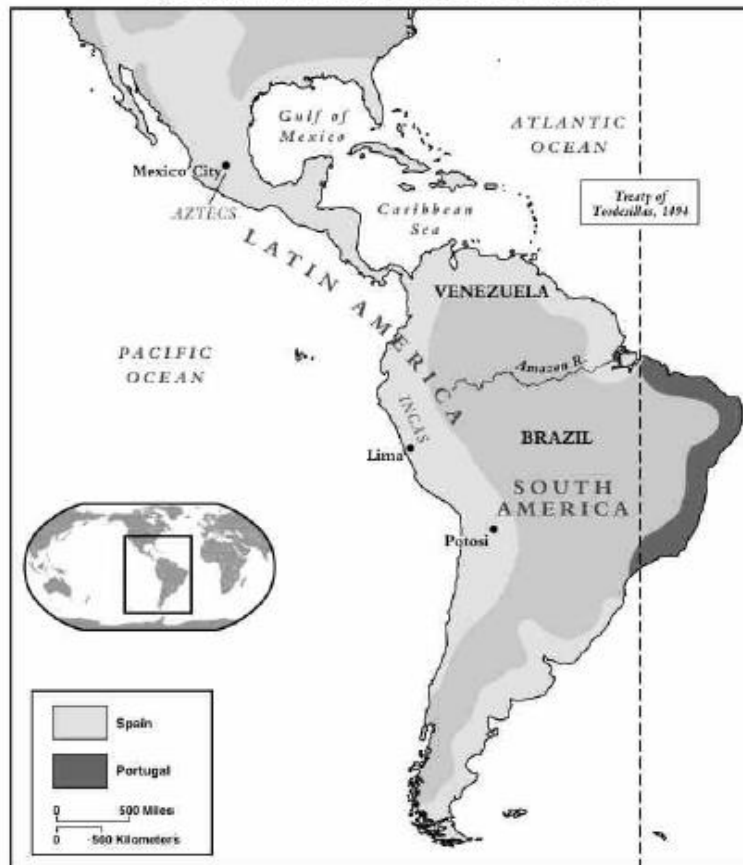 Gulf of
Mexico
ATLANTIC
OCEAN
Mexico City
AZTECS
Treaty of
Tordesillas, 1494
Caribbean
Sea
LATIN AMERICA
VENEZUELA
PACIFIC
OCEAN
Amazon R.
INCAS
BRAZIL
Lima
SOUTH
AMERICA
Potosi
Spain
Portugal
0 500 Miles
0 500 Kilometers